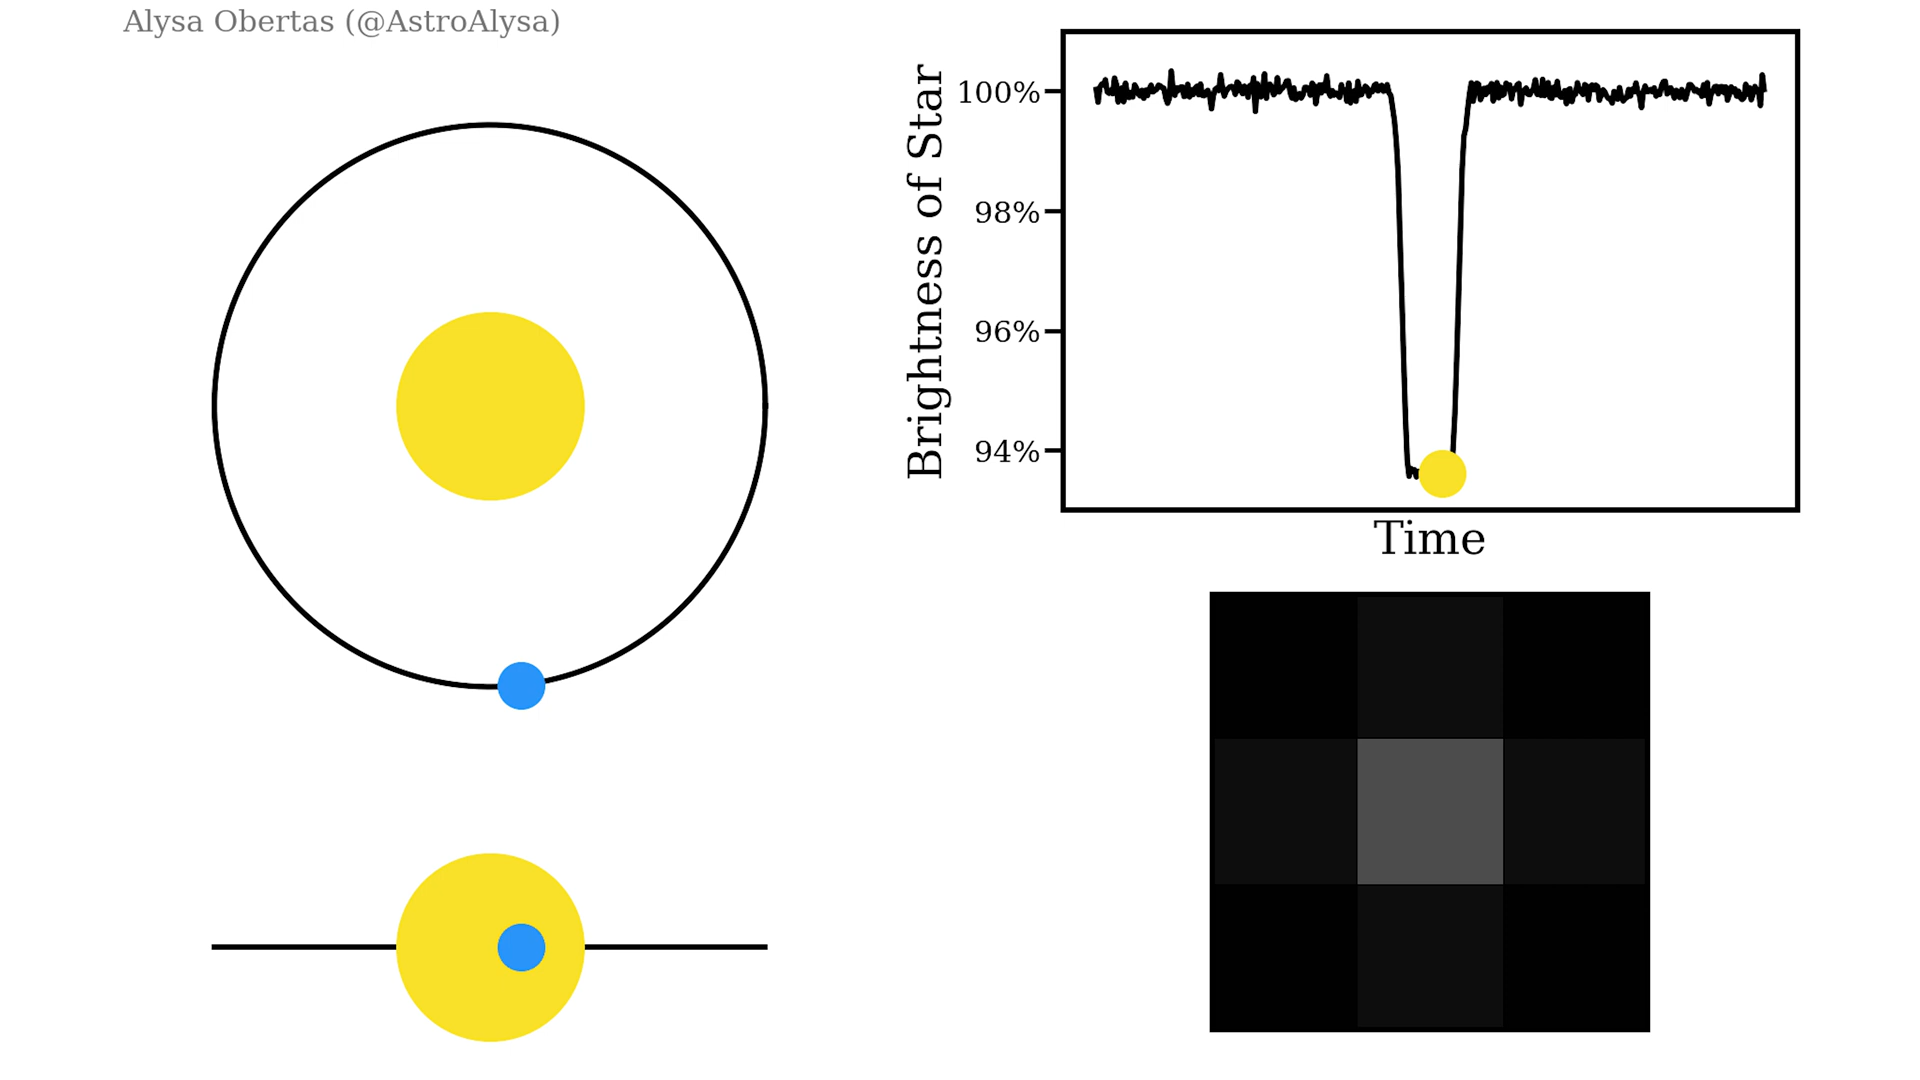 Alysa Obertas (@AstroAlysa)
Brightness of Star
100%
98%
96%
94%
Time